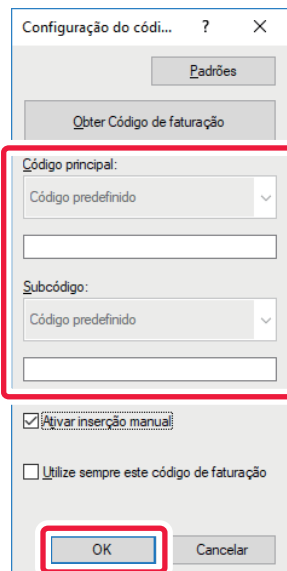 Configuração do códi... ? ×
Padrões
Obter Código de faturação
Código principal:
Código predefinido
Subcódigo:
Código predefinido
Ativar inserção manual
Utilize sempre este código de faturação
OK Cancelar